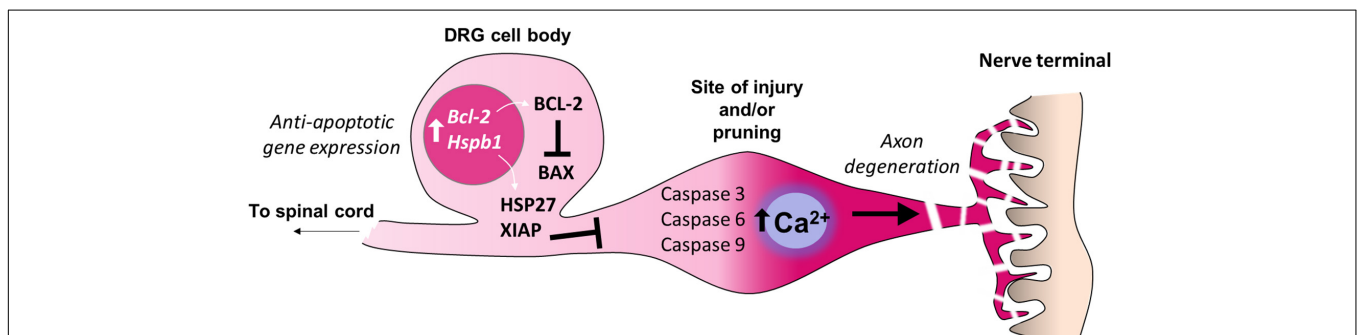 DRG cell body
Anti-apoptotic
gene expression
↑ Bcl-2
Hspb1
BCL-2
BAX
HSP27
XIAP
To spinal cord
Site of injury
and/or
pruning
Caspase 3
Caspase 6
Caspase 9
↑ Ca²⁺
Axon
degeneration
Nerve terminal